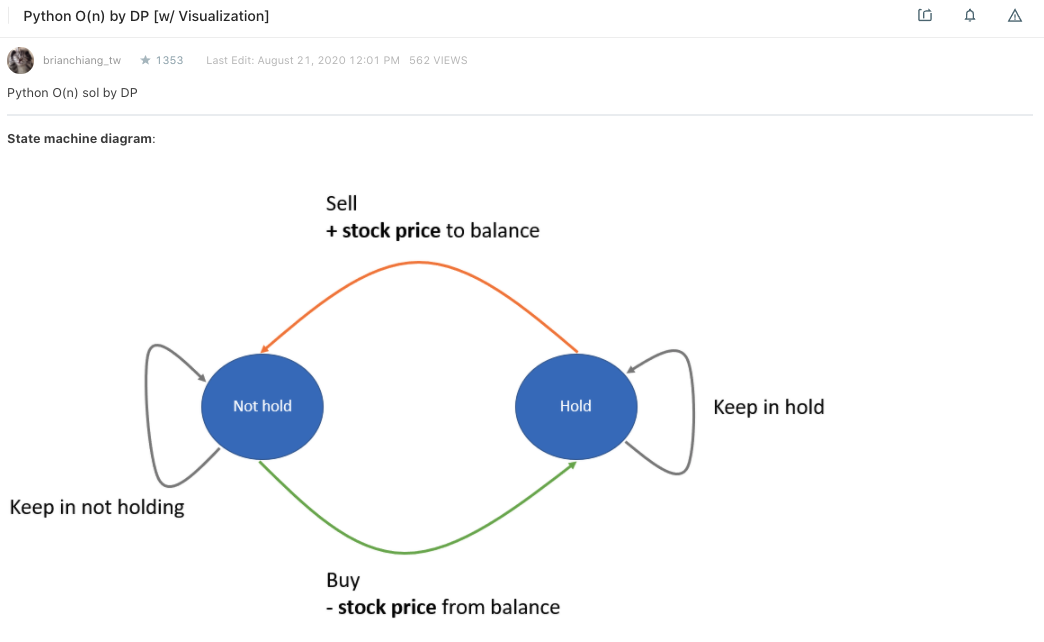 Python O(n) by DP [w/ Visualization]
brianchiang_tw ★ 1353 Last Edit: August 21, 2020 12:01 PM 562 VIEWS
Python O(n) sol by DP
State machine diagram:
Sell
+ stock price to balance
Not hold
Hold
Keep in hold
Keep in not holding
Buy
- stock price from balance